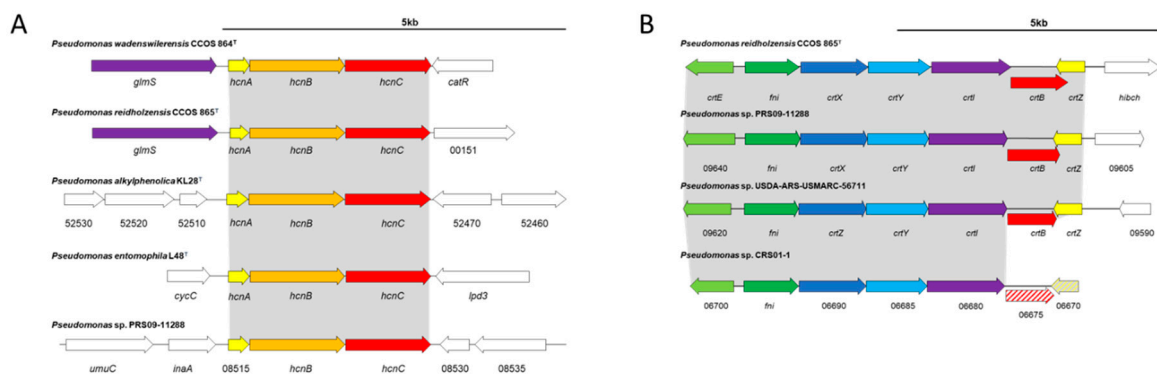 A
5kb
Pseudomonas wadenswilerensis CCOS 864T
glmS hcnA hcnB hcnC catR
Pseudomonas reidholzensis CCOS 865T
glmS hcnA hcnB hcnC 00151
Pseudomonas alkylphenolica KL28T
52530 52520 52510 hcnA hcnB hcnC 52470 52460
Pseudomonas entomophila L48T
cycC hcnA hcnB hcnC lpd3
Pseudomonas sp. PRS09-11288
umuC inaA 08515 hcnB hcnC 08530 08535
B
5kb
Pseudomonas reidholzensis CCOS 865T
crtE fni crtX crtY crtI crtB crtZ hibch
Pseudomonas sp. PRS09-11288
09640 fni crtX crtY crtI crtB crtZ 09605
Pseudomonas sp. USDA-ARS-USMARC-56711
09620 fni crtZ crtY crtI crtB crtZ 09590
Pseudomonas sp. CRS01-1
06700 fni 06690 06685 06680 06675 06670